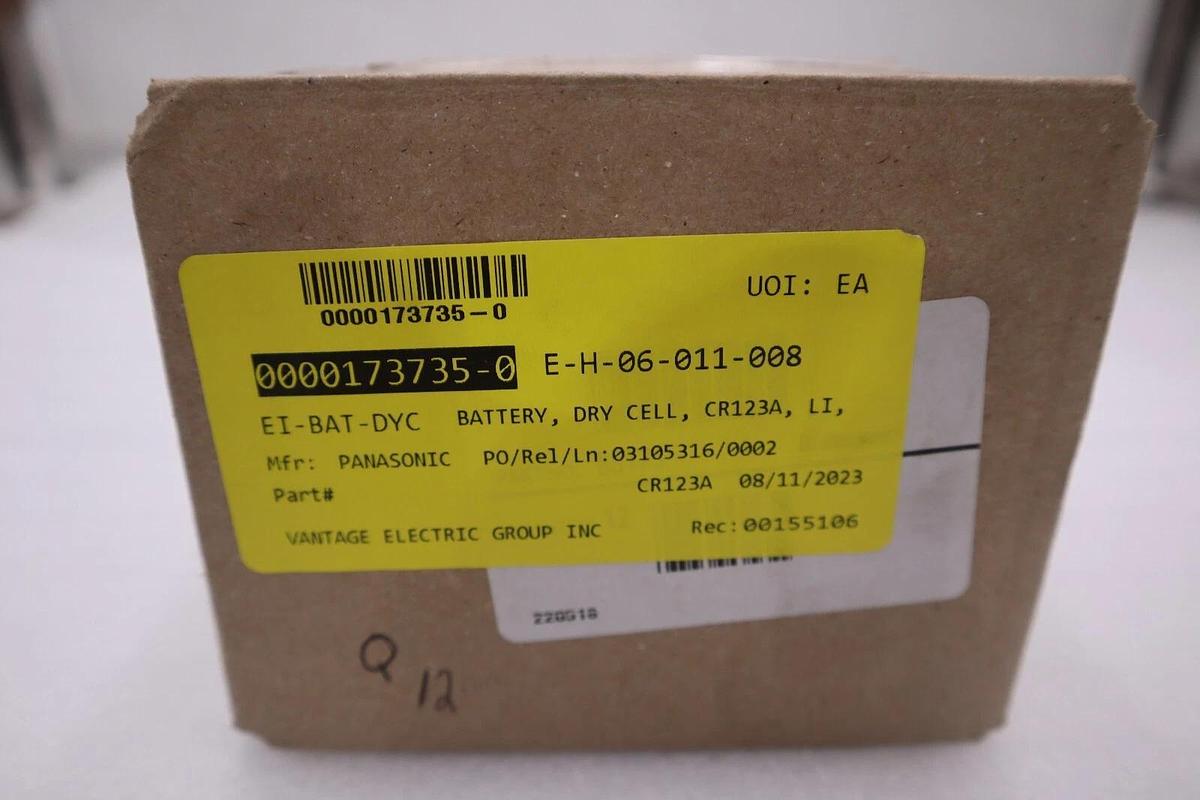 0000173735-0
UOI: EA
0000173735-0 E-H-06-011-008
EI-BAT-DYC BATTERY, DRY CELL, CR123A, LI,
Mfr: PANASONIC PO/Rel/Ln:03105316/0002
Part# CR123A 08/11/2023
VANTAGE ELECTRIC GROUP INC Rec:00155106
220518
Q 12